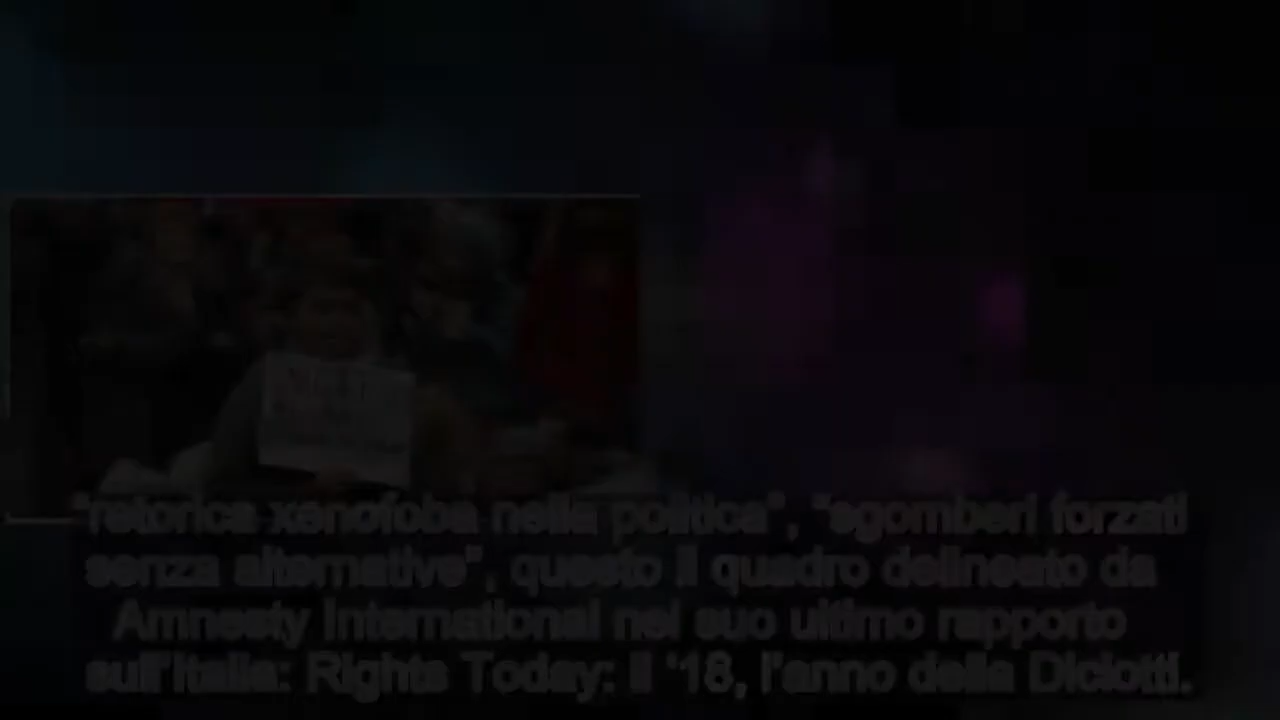 "retorica xenofoba nella politica", "sgomberi forzati
senza alternative", questo il quadro delineato da
Amnesty International nel suo ultimo rapporto
sull'Italia: Rights Today: il '18, l'anno della Diciotti.